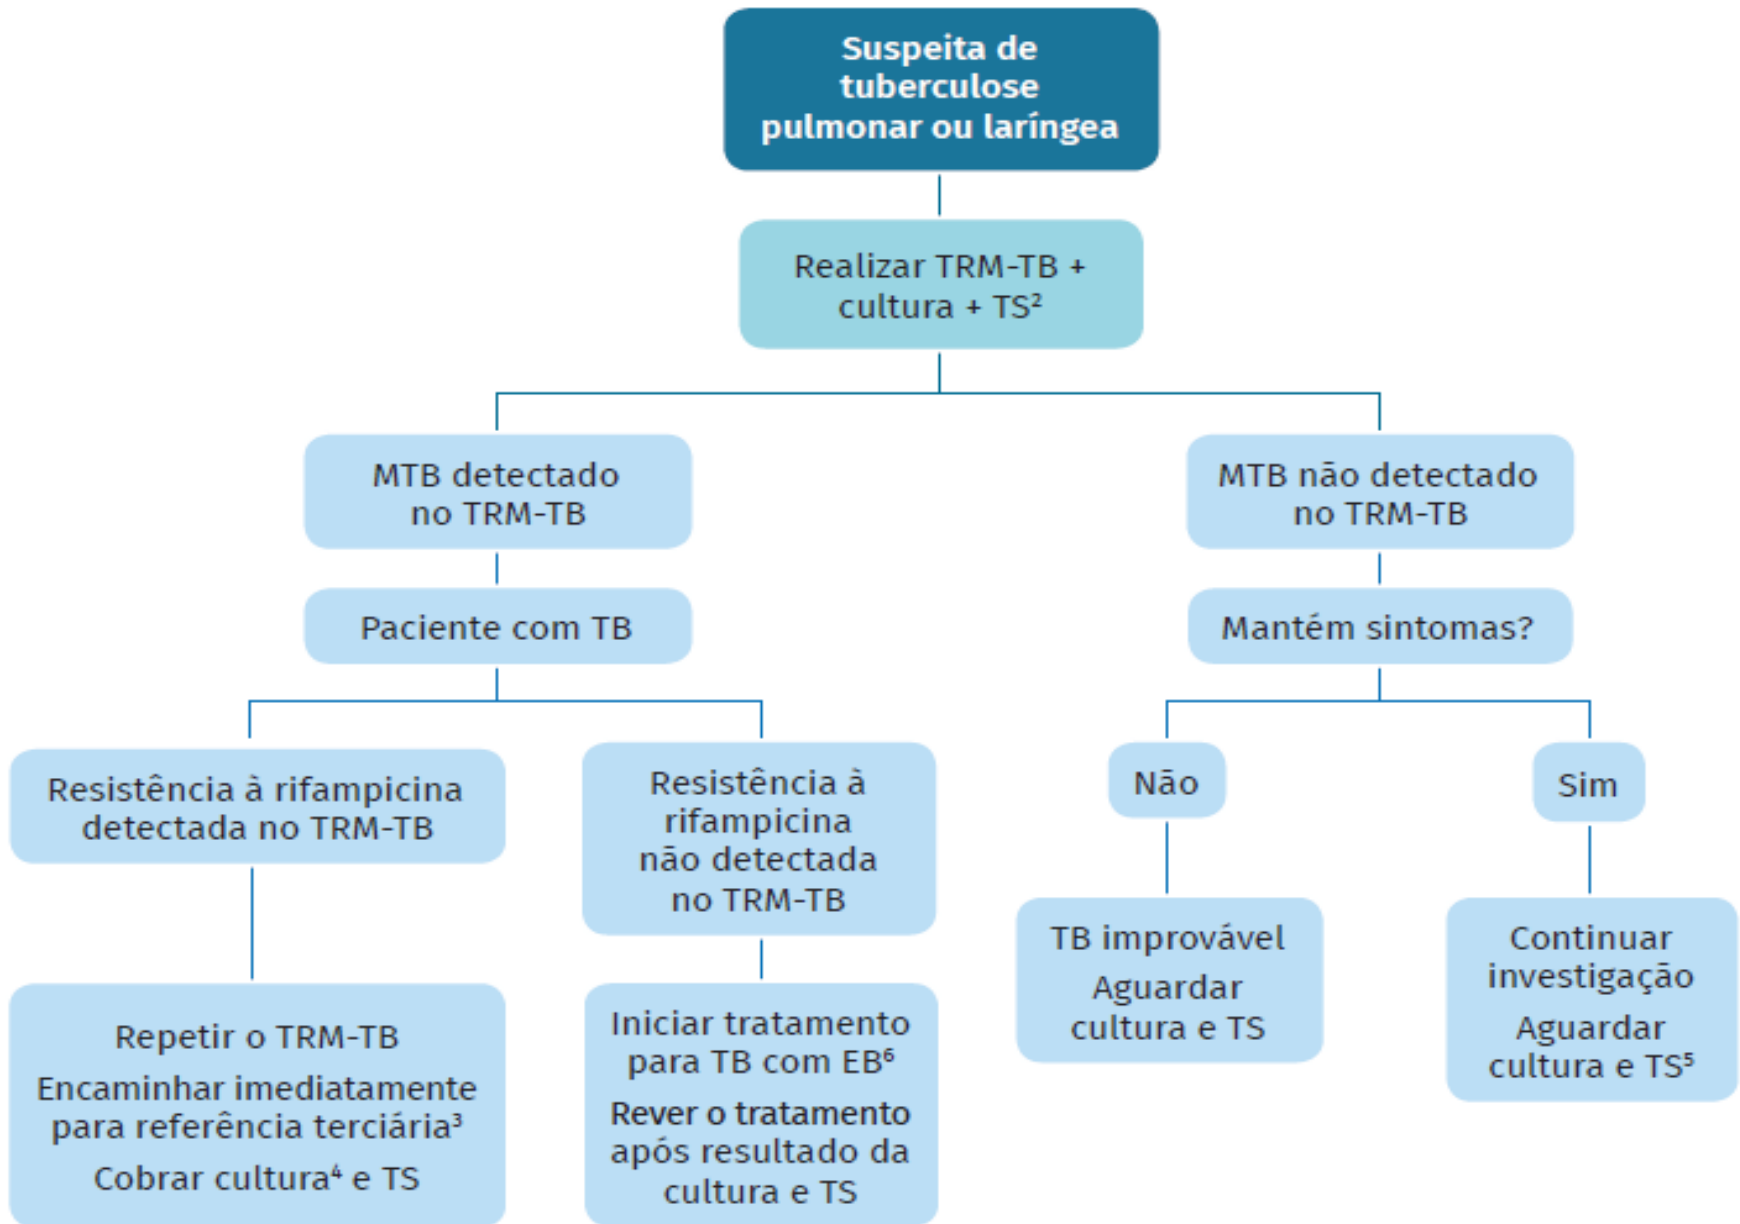 Suspeita de
tuberculose
pulmonar ou laríngea
Realizar TRM-TB +
cultura + TS²
MTB detectado
no TRM-TB
MTB não detectado
no TRM-TB
Paciente com TB
Mantém sintomas?
Resistência à rifampicina
detectada no TRM-TB
Resistência à
rifampicina
não detectada
no TRM-TB
Não
Sim
Repetir o TRM-TB
Encaminhar imediatamente
para referência terciária³
Cobrar cultura⁴ e TS
Iniciar tratamento
para TB com EB⁶
Rever o tratamento
após resultado da
cultura e TS
TB improvável
Aguardar
cultura e TS
Continuar
investigação
Aguardar
cultura e TS⁵